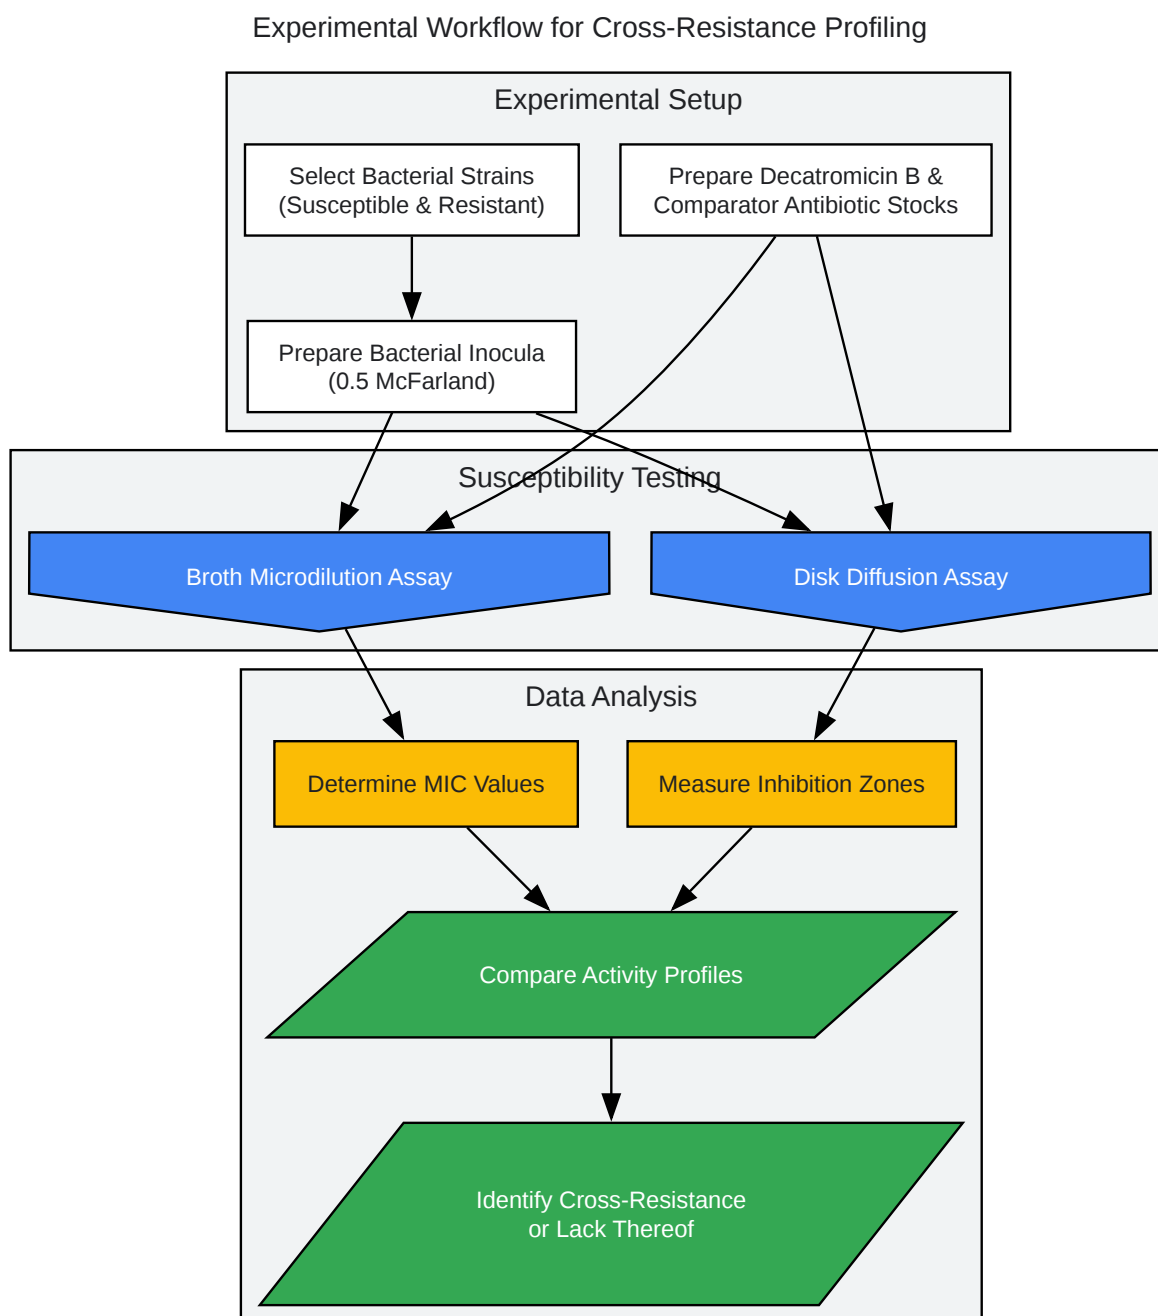 Experimental Workflow for Cross-Resistance Profiling
Experimental Setup
Select Bacterial Strains
(Susceptible & Resistant)
Prepare Decatromicin B &
Comparator Antibiotic Stocks
Prepare Bacterial Inocula
(0.5 McFarland)
Susceptibility Testing
Broth Microdilution Assay
Disk Diffusion Assay
Data Analysis
Determine MIC Values
Measure Inhibition Zones
Compare Activity Profiles
Identify Cross-Resistance
or Lack Thereof